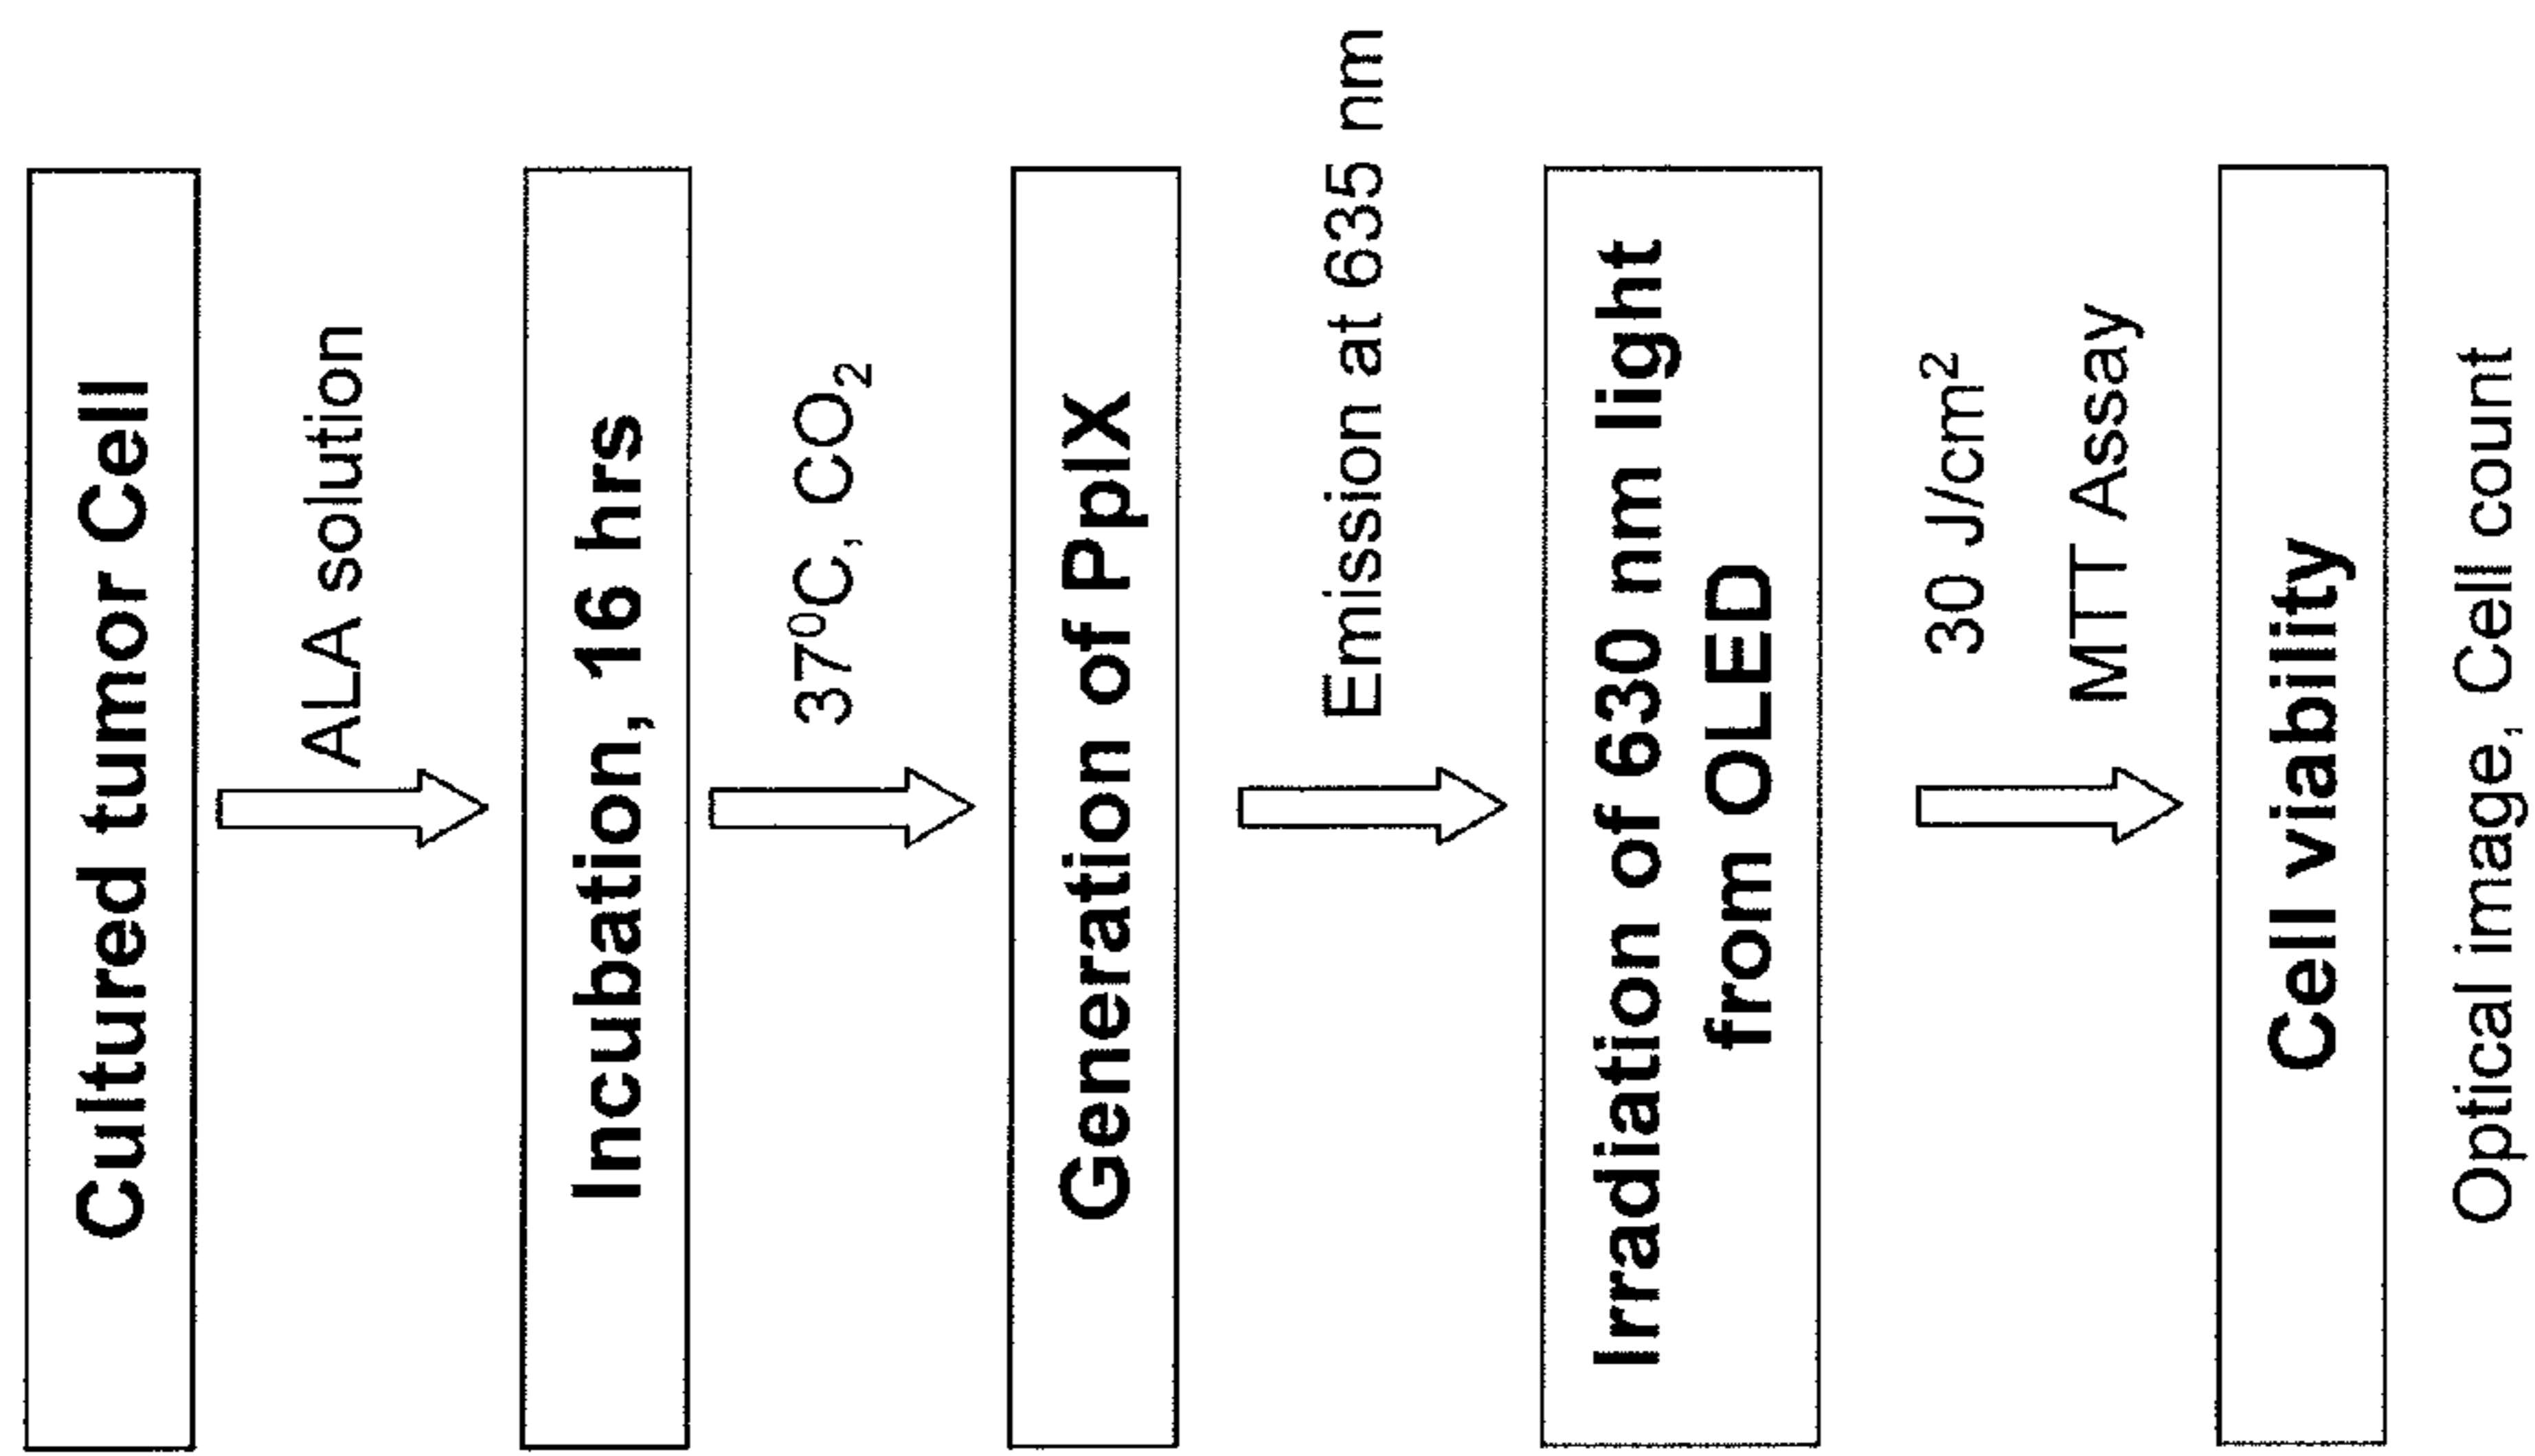 Cultured tumor Cell
ALA solution
Incubation, 16 hrs
37⁰C, CO₂
Generation of PpIX
Emission at 635 nm
Irradiation of 630 nm light
from OLED
30 J/cm²
MTT Assay
Cell viability
Optical image, Cell count